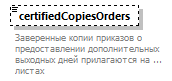 certifiedCopiesOrders
Заверенные копии приказов о
предоставлении дополнительных
выходных дней прилагаются на ...
листах